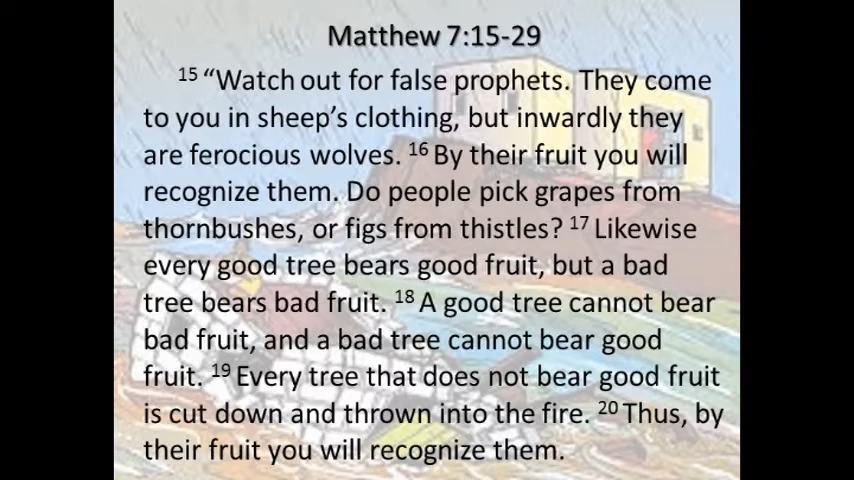 Matthew 7:15-29
15 “Watch out for false prophets. They come
to you in sheep’s clothing, but inwardly they
are ferocious wolves. 16 By their fruit you will
recognize them. Do people pick grapes from
thornbushes, or figs from thistles? 17 Likewise
every good tree bears good fruit, but a bad
tree bears bad fruit. 18 A good tree cannot bear
bad fruit, and a bad tree cannot bear good
fruit. 19 Every tree that does not bear good fruit
is cut down and thrown into the fire. 20 Thus, by
their fruit you will recognize them.